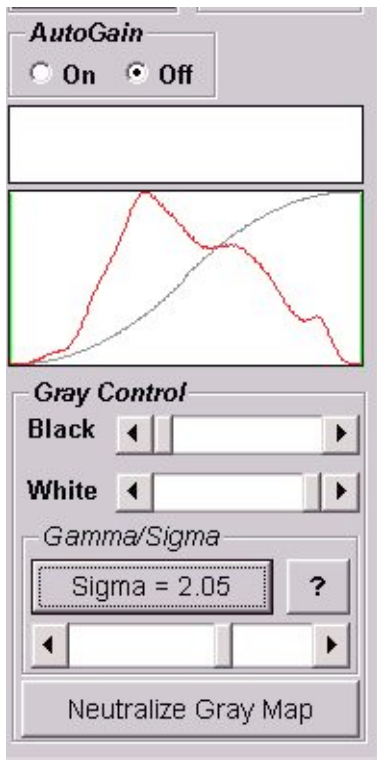 AutoGain
On Off
Gray Control
Black
White
Gamma/Sigma
Sigma = 2.05 ?
Neutralize Gray Map